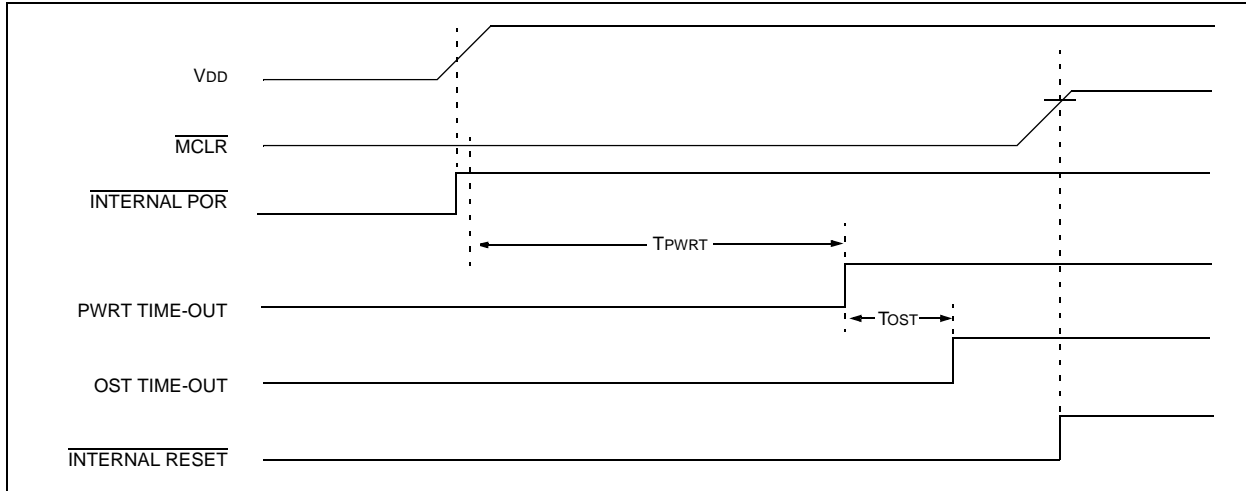 VDD
MCLR
INTERNAL POR
TPWRT
PWRT TIME-OUT
TOST
OST TIME-OUT
INTERNAL RESET